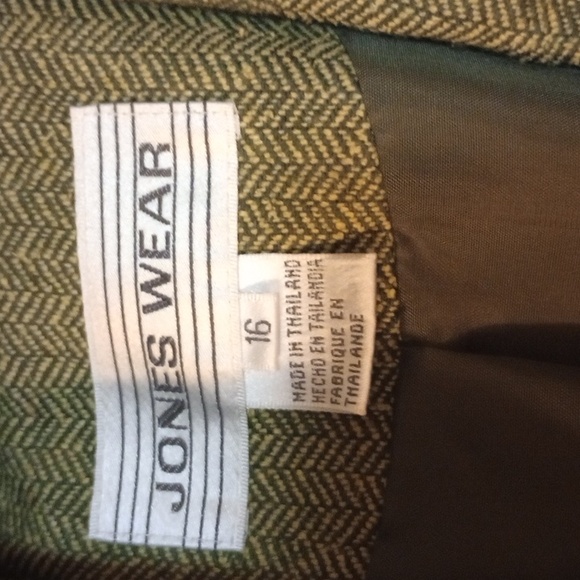 JONES WEAR
16
MADE IN THAILAND
HECHO EN TAILANDIA
FABRIQUE EN
THAILANDE